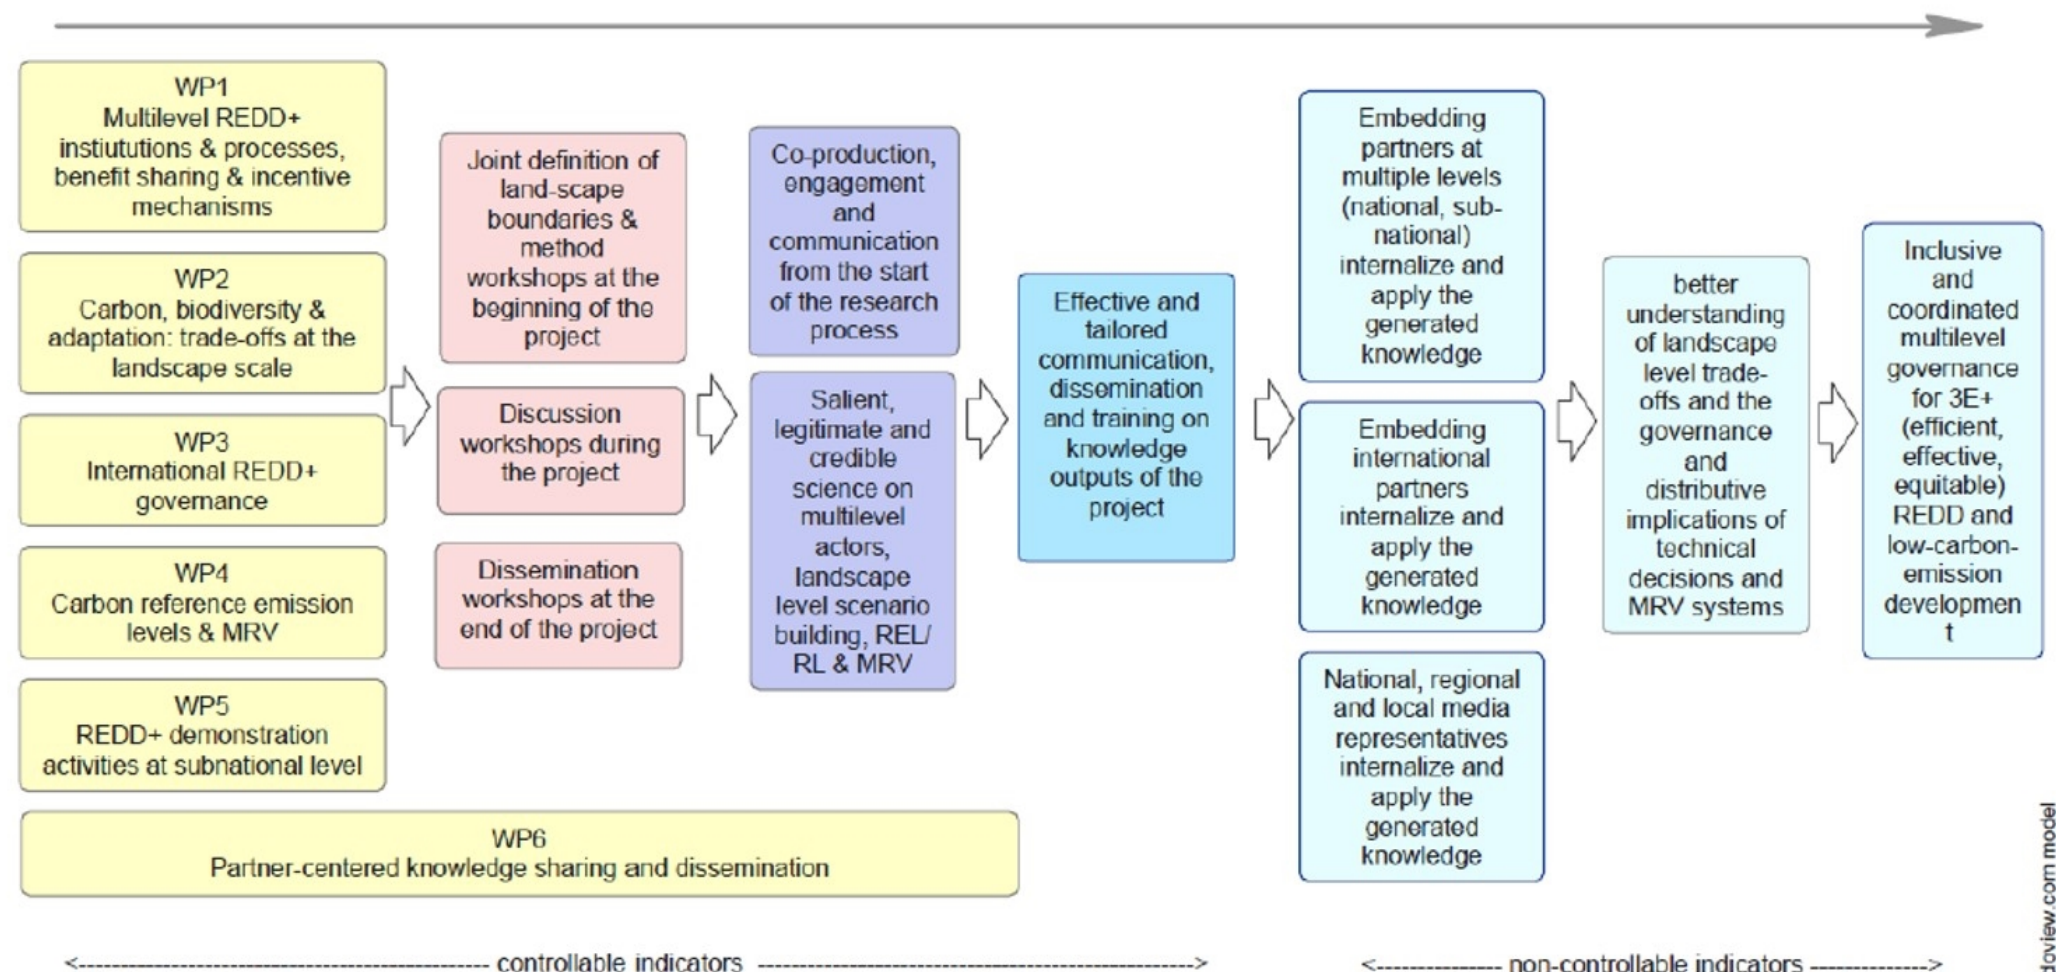 WP1
Multilevel REDD+
instiututions & processes,
benefit sharing & incentive
mechanisms
WP2
Carbon, biodiversity &
adaptation: trade-offs at the
landscape scale
WP3
International REDD+
governance
WP4
Carbon reference emission
levels & MRV
WP5
REDD+ demonstration
activities at subnational level
WP6
Partner-centered knowledge sharing and dissemination
Joint definition of
land-scape
boundaries &
method
workshops at the
beginning of the
project
Discussion
workshops during
the project
Dissemination
workshops at the
end of the project
Co-production,
engagement
and
communication
from the start
of the research
process
Salient,
legitimate and
credible
science on
multilevel
actors,
landscape
level scenario
building, REL/
RL & MRV
Effective and
tailored
communication,
dissemination
and training on
knowledge
outputs of the
project
Embedding
partners at
multiple levels
(national, sub-
national)
internalize and
apply the
generated
knowledge
Embedding
international
partners
internalize and
apply the
generated
knowledge
National, regional
and local media
representatives
internalize and
apply the
generated
knowledge
better
understanding
of landscape
level trade-
offs and the
governance
and
distributive
implications of
technical
decisions and
MRV systems
Inclusive
and
coordinated
multilevel
governance
for 3E+
(efficient,
effective,
equitable)
REDD and
low-carbon-
emission
developmen
t
controllable indicators
non-controllable indicators
doview.com model